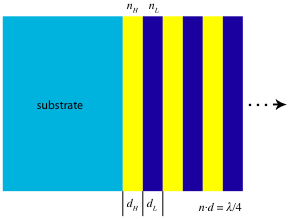 n_H n_L
substrate
d_H d_L n·d = λ/4